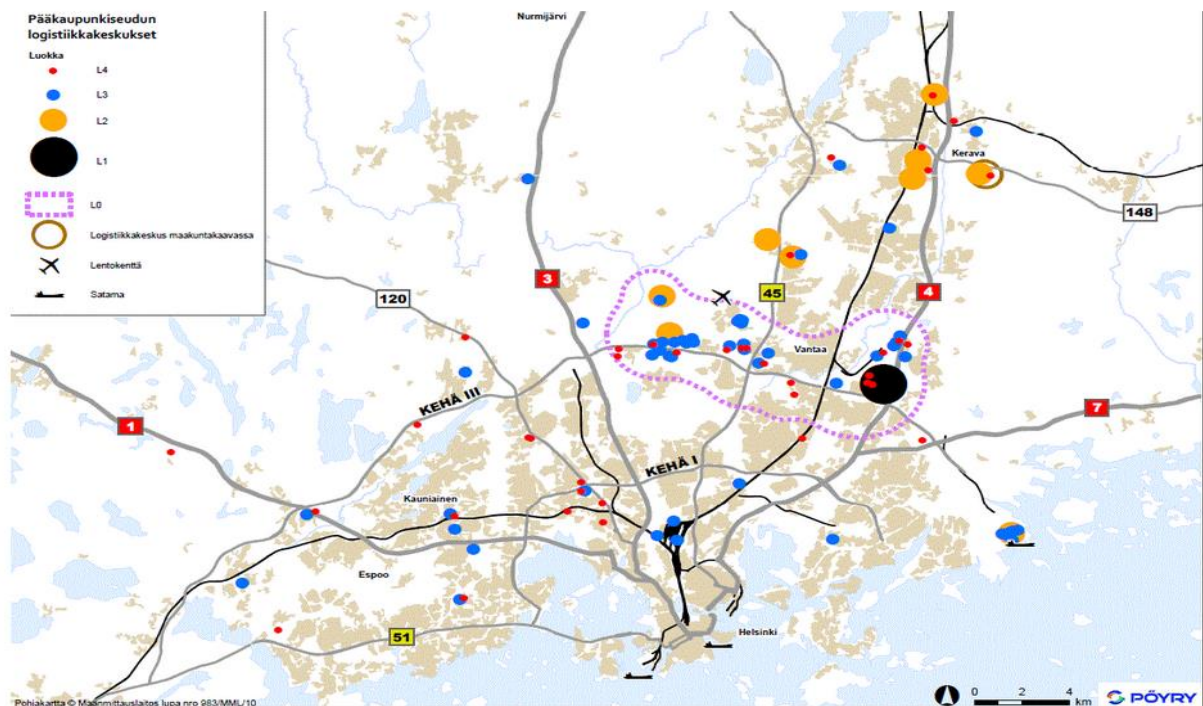 Pääkaupunkiseudun
logistiikkakeskukset
Luokka
L4
L3
L2
L1
L0
Logistiikkakeskus maakuntakaavassa
Lentokenttä
Satama
Nurmijärvi
Kerava
148
3
120
45
4
Vantaa
KEHÄ III
7
1
KEHÄ I
Kauniainen
Espoo
51
Helsinki
Pohjakartta © Maanmittauslaitos lupa nro 983/MML/10
0 2 4
km
PÖYRY